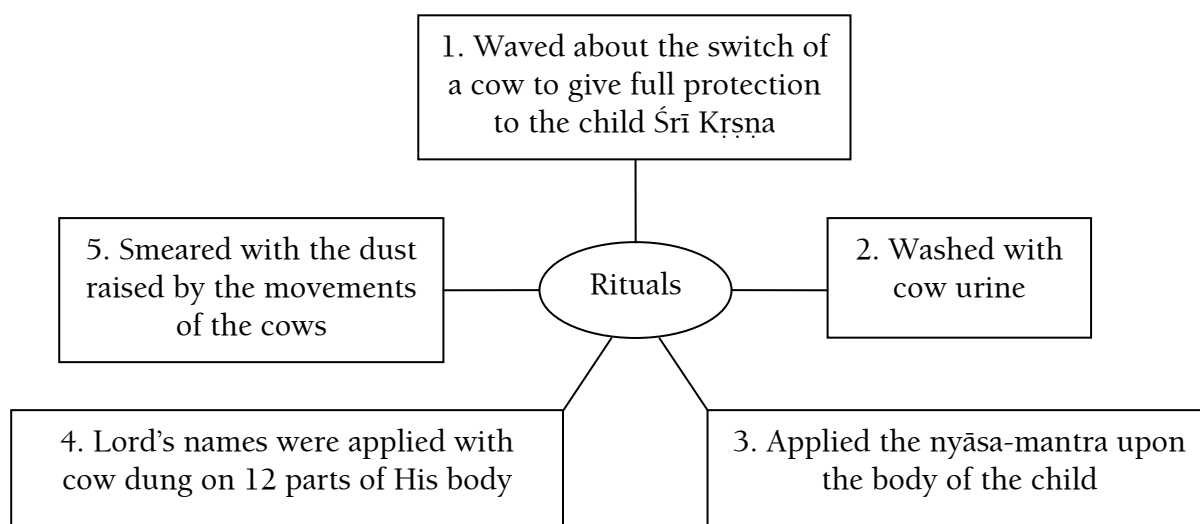 1. Waved about the switch of
a cow to give full protection
to the child Śrī Kṛṣṇa
5. Smeared with the dust
raised by the movements
of the cows
Rituals
2. Washed with
cow urine
4. Lord’s names were applied with
cow dung on 12 parts of His body
3. Applied the nyāsa-mantra upon
the body of the child